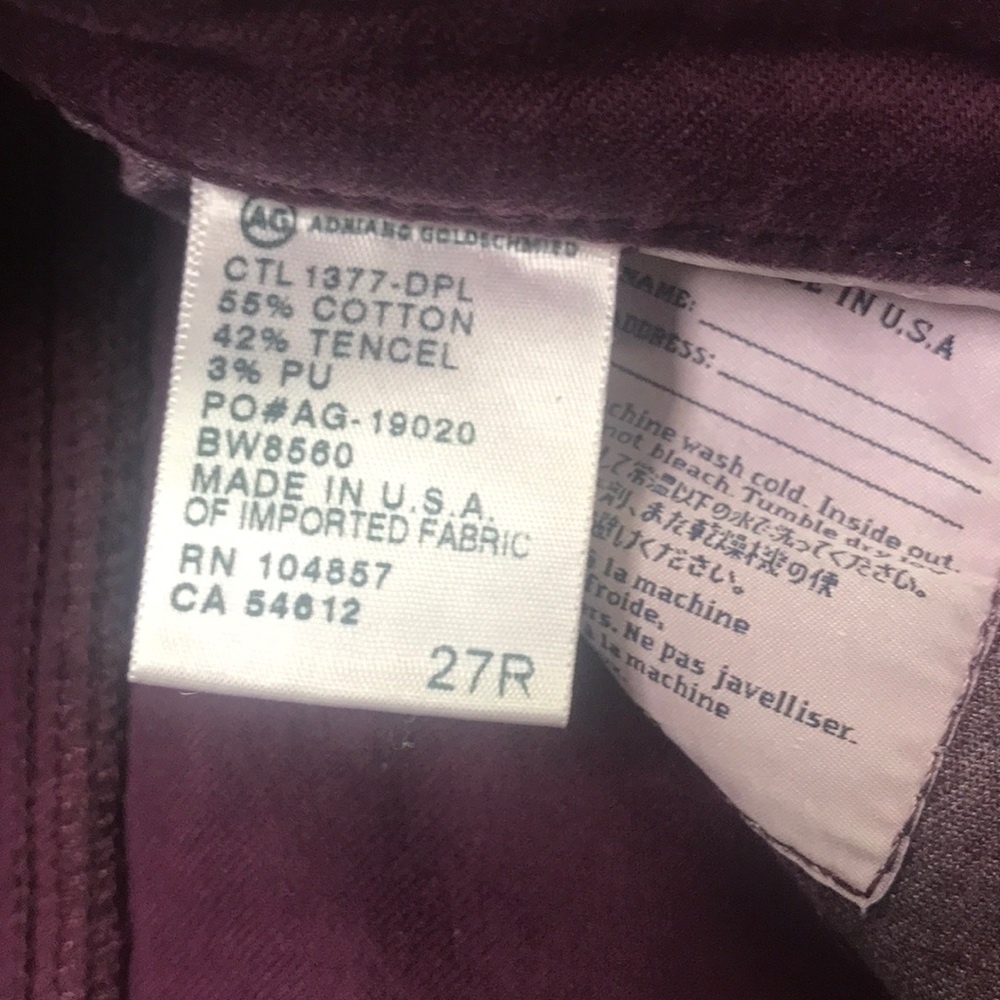 AG ADRIANO GOLDSCHMIED
CTL 1377-DPL
55% COTTON
42% TENCEL
3% PU
PO#AG-19020
BW8560
MADE IN U.S.A.
OF IMPORTED FABRIC
RN 104857
CA 54612
27R
IN U.S.A
NAME:
ADDRESS:
chine wash cold. Inside out.
not bleach. Tumble dry
て常温以下の水で洗ってください。
剤、また乾燥機の使
けください。
la machine
froide,
rs. Ne pas javelliser.
à la machine